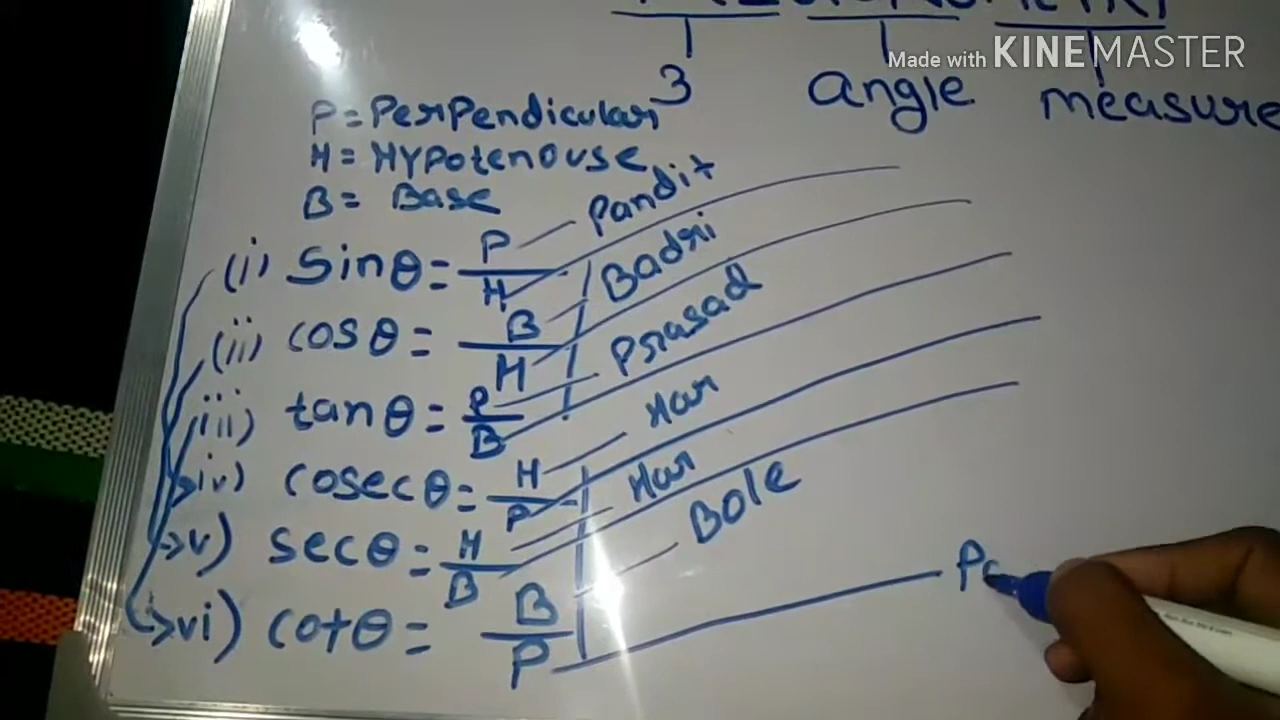 Made with KINEMASTER
3 angle measure
P = Perpendicular
H = Hypotenouse
B = Base
(i) Sinθ = P/H Pandit
(ii) cosθ = B/H Badri
(iii) tanθ = P/B Prasad
iv) cosecθ = H/P Har
v) secθ = H/B Har
vi) cotθ = B/P Bole